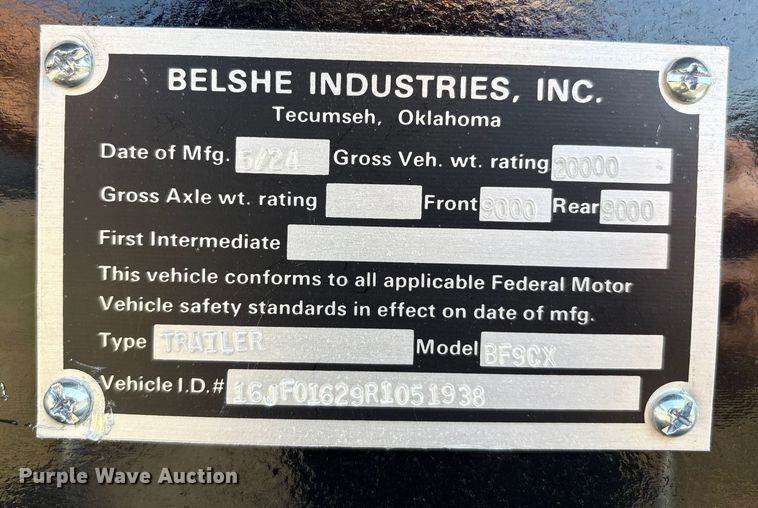 BELSHE INDUSTRIES, INC.
Tecumseh, Oklahoma
Date of Mfg. 5/24 Gross Veh. wt. rating 20000
Gross Axle wt. rating Front 9000 Rear 9000
First Intermediate
This vehicle conforms to all applicable Federal Motor
Vehicle safety standards in effect on date of mfg.
Type TRAILER Model BF9CX
Vehicle I.D.# 16JF01629R1051938
Purple Wave Auction